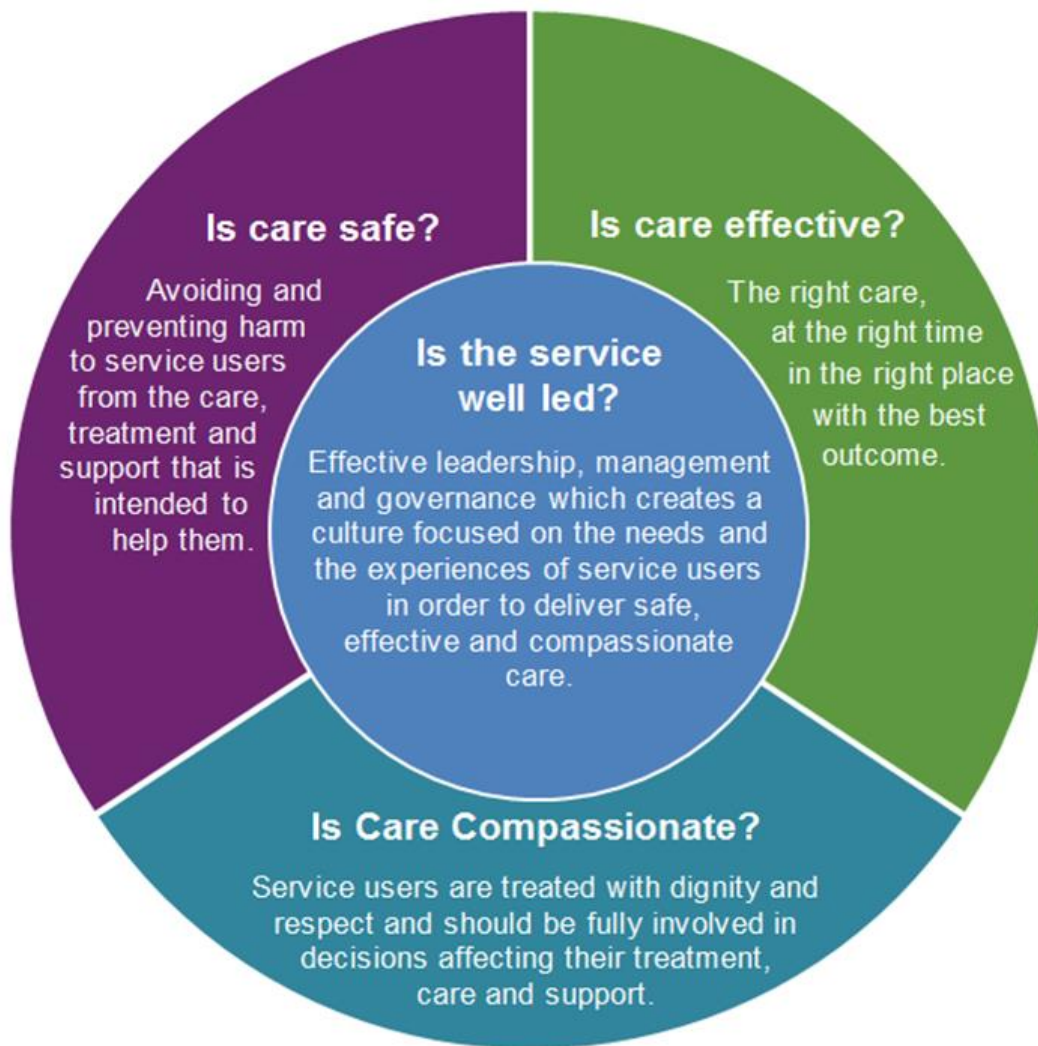 Is care safe?
Avoiding and
preventing harm
to service users
from the care,
treatment and
support that is
intended to
help them.
Is care effective?
The right care,
at the right time
in the right place
with the best
outcome.
Is the service
well led?
Effective leadership, management
and governance which creates a
culture focused on the needs and
the experiences of service users
in order to deliver safe,
effective and compassionate
care.
Is Care Compassionate?
Service users are treated with dignity and
respect and should be fully involved in
decisions affecting their treatment,
care and support.